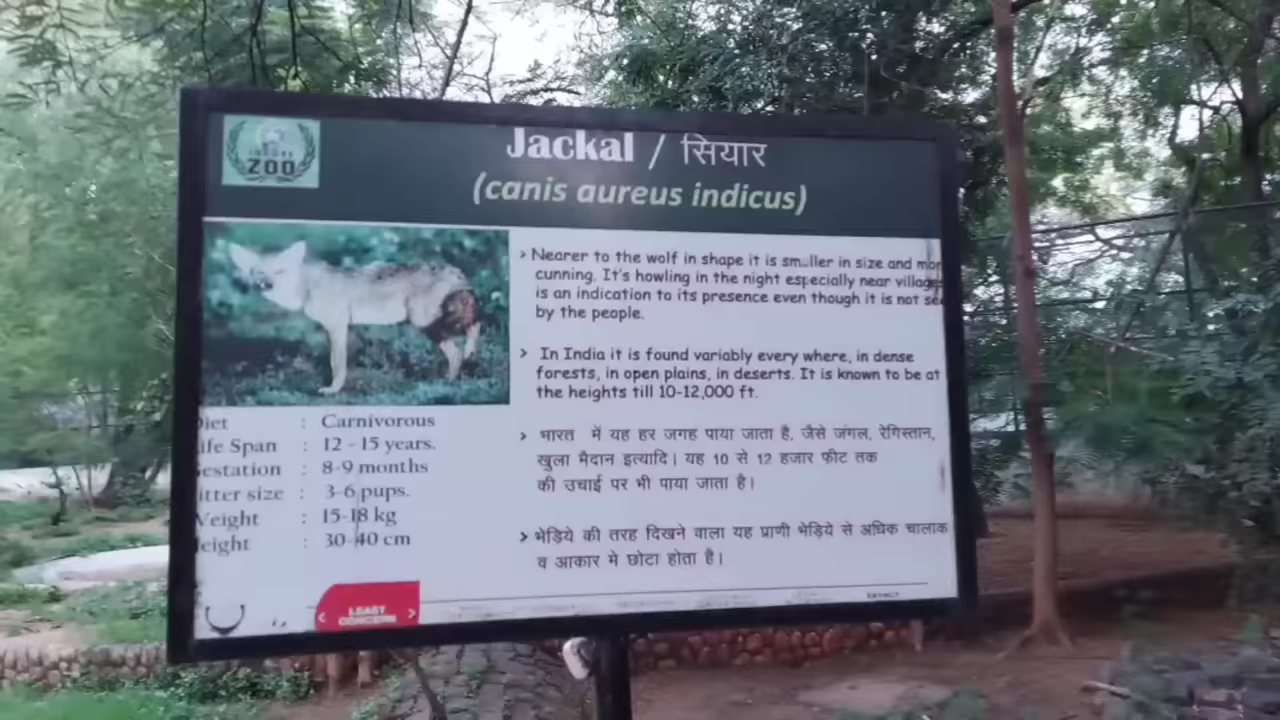 ZOO
Jackal / सियार
(canis aureus indicus)
› Nearer to the wolf in shape it is smaller in size and mor
cunning. It's howling in the night especially near villages
is an indication to its presence even though it is not see
by the people.
› In India it is found variably every where, in dense
forests, in open plains, in deserts. It is known to be at
the heights till 10-12,000 ft.
› भारत में यह हर जगह पाया जाता है, जैसे जंगल, रेगिस्तान,
खुला मैदान इत्यादि। यह 10 से 12 हजार फीट तक
की उचाई पर भी पाया जाता है।
› भेड़िये की तरह दिखने वाला यह प्राणी भेड़िये से अधिक चालाक
व आकार मे छोटा होता है।
Diet : Carnivorous
Life Span : 12 - 15 years.
Gestation : 8-9 months
Litter size : 3-6 pups.
Weight : 15-18 kg
Height : 30-40 cm
LEAST
CONCERN